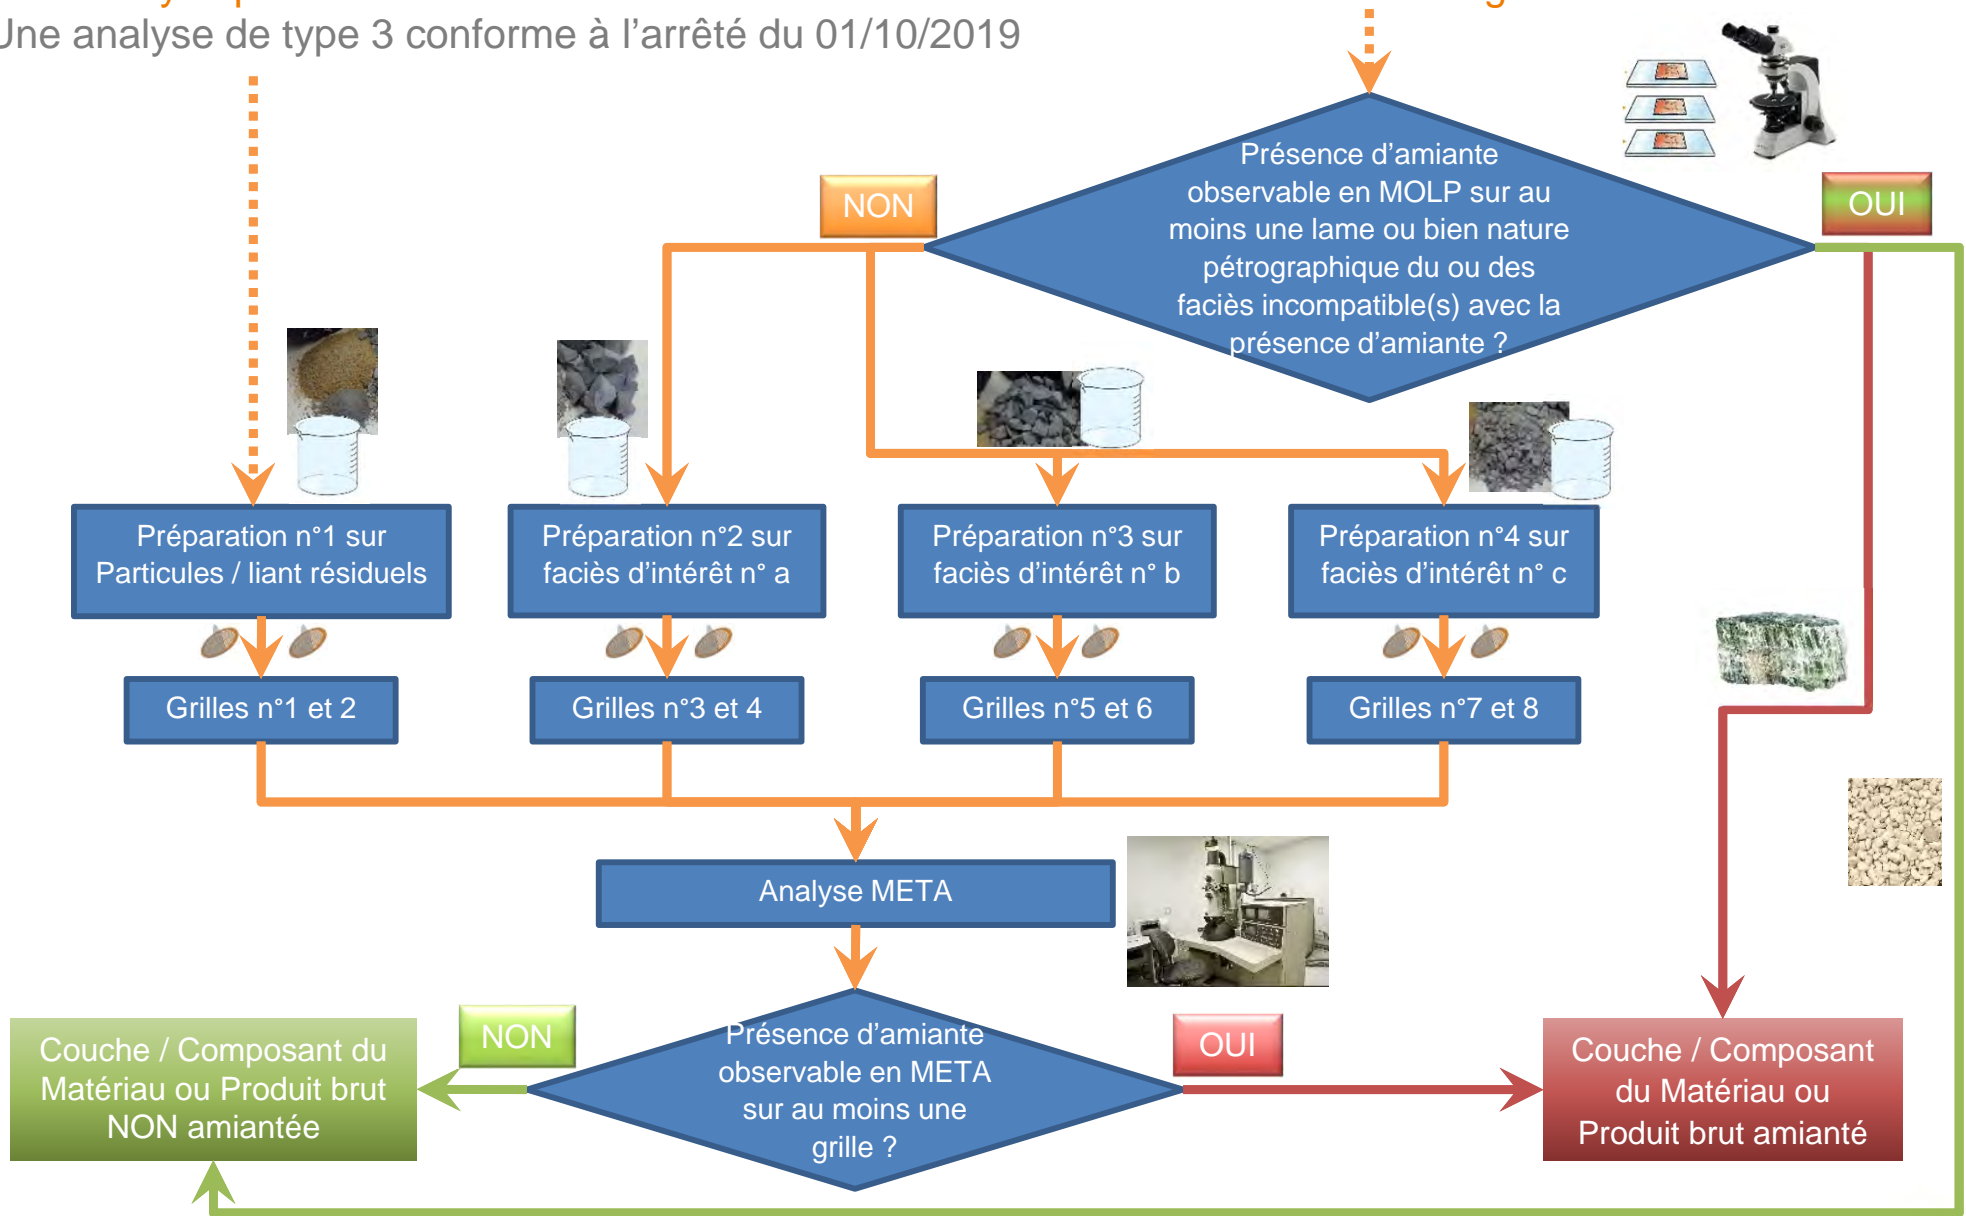 Une analyse de type 3 conforme à l’arrêté du 01/10/2019
Présence d’amiante
observable en MOLP sur au
moins une lame ou bien nature
pétrographique du ou des
faciès incompatible(s) avec la
présence d’amiante ?
NON
OUI
Préparation n°1 sur
Particules / liant résiduels
Préparation n°2 sur
faciès d’intérêt n° a
Préparation n°3 sur
faciès d’intérêt n° b
Préparation n°4 sur
faciès d’intérêt n° c
Grilles n°1 et 2
Grilles n°3 et 4
Grilles n°5 et 6
Grilles n°7 et 8
Analyse META
Présence d’amiante
observable en META
sur au moins une
grille ?
NON
OUI
Couche / Composant du
Matériau ou Produit brut
NON amiantée
Couche / Composant
du Matériau ou
Produit brut amianté